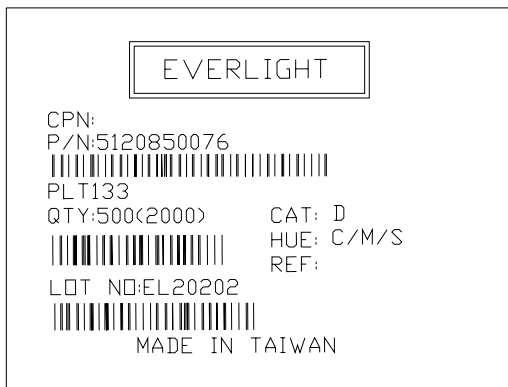 EVERLIGHT
CPN:
P/N:5120850076
PLT133
QTY:500(2000) CAT: D
HUE: C/M/S
REF:
LOT NO:EL20202
MADE IN TAIWAN